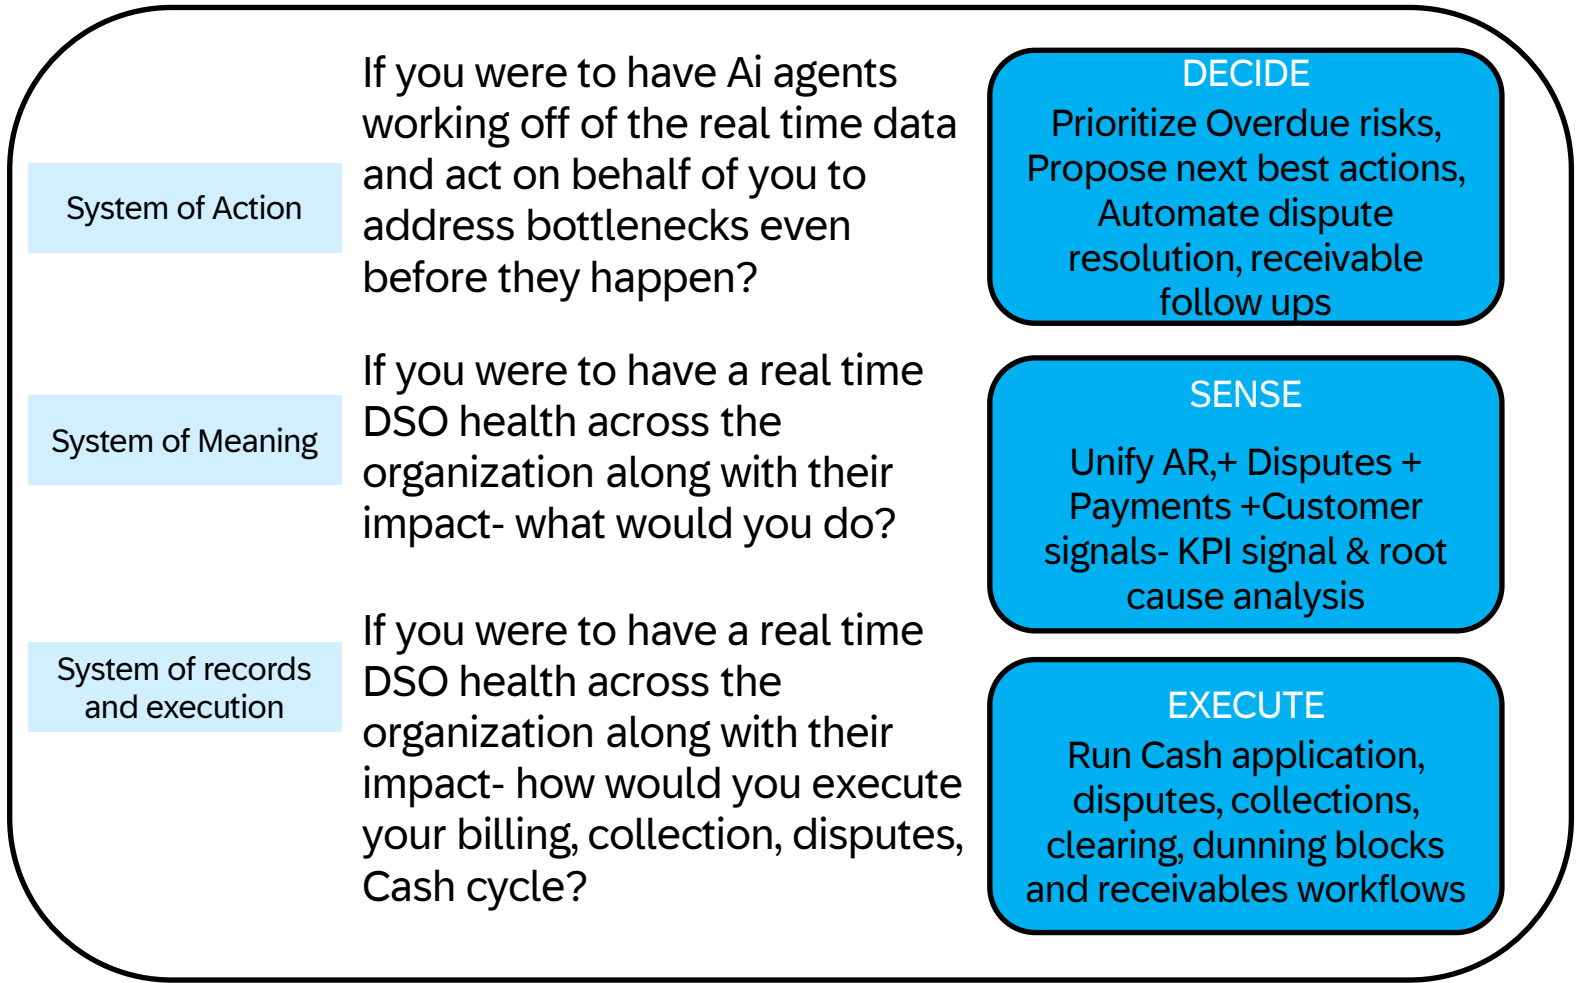 System of Action
If you were to have Ai agents
working off of the real time data
and act on behalf of you to
address bottlenecks even
before they happen?
DECIDE
Prioritize Overdue risks,
Propose next best actions,
Automate dispute
resolution, receivable
follow ups
System of Meaning
If you were to have a real time
DSO health across the
organization along with their
impact- what would you do?
SENSE
Unify AR,+ Disputes +
Payments +Customer
signals- KPI signal & root
cause analysis
System of records
and execution
If you were to have a real time
DSO health across the
organization along with their
impact- how would you execute
your billing, collection, disputes,
Cash cycle?
EXECUTE
Run Cash application,
disputes, collections,
clearing, dunning blocks
and receivables workflows